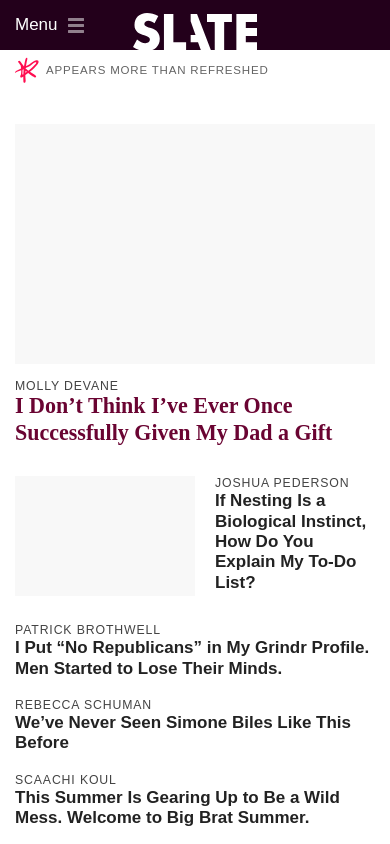 Menu
SLATE
APPEARS MORE THAN REFRESHED
MOLLY DEVANE
I Don’t Think I’ve Ever Once
Successfully Given My Dad a Gift
JOSHUA PEDERSON
If Nesting Is a
Biological Instinct,
How Do You
Explain My To-Do
List?
PATRICK BROTHWELL
I Put “No Republicans” in My Grindr Profile.
Men Started to Lose Their Minds.
REBECCA SCHUMAN
We’ve Never Seen Simone Biles Like This
Before
SCAACHI KOUL
This Summer Is Gearing Up to Be a Wild
Mess. Welcome to Big Brat Summer.